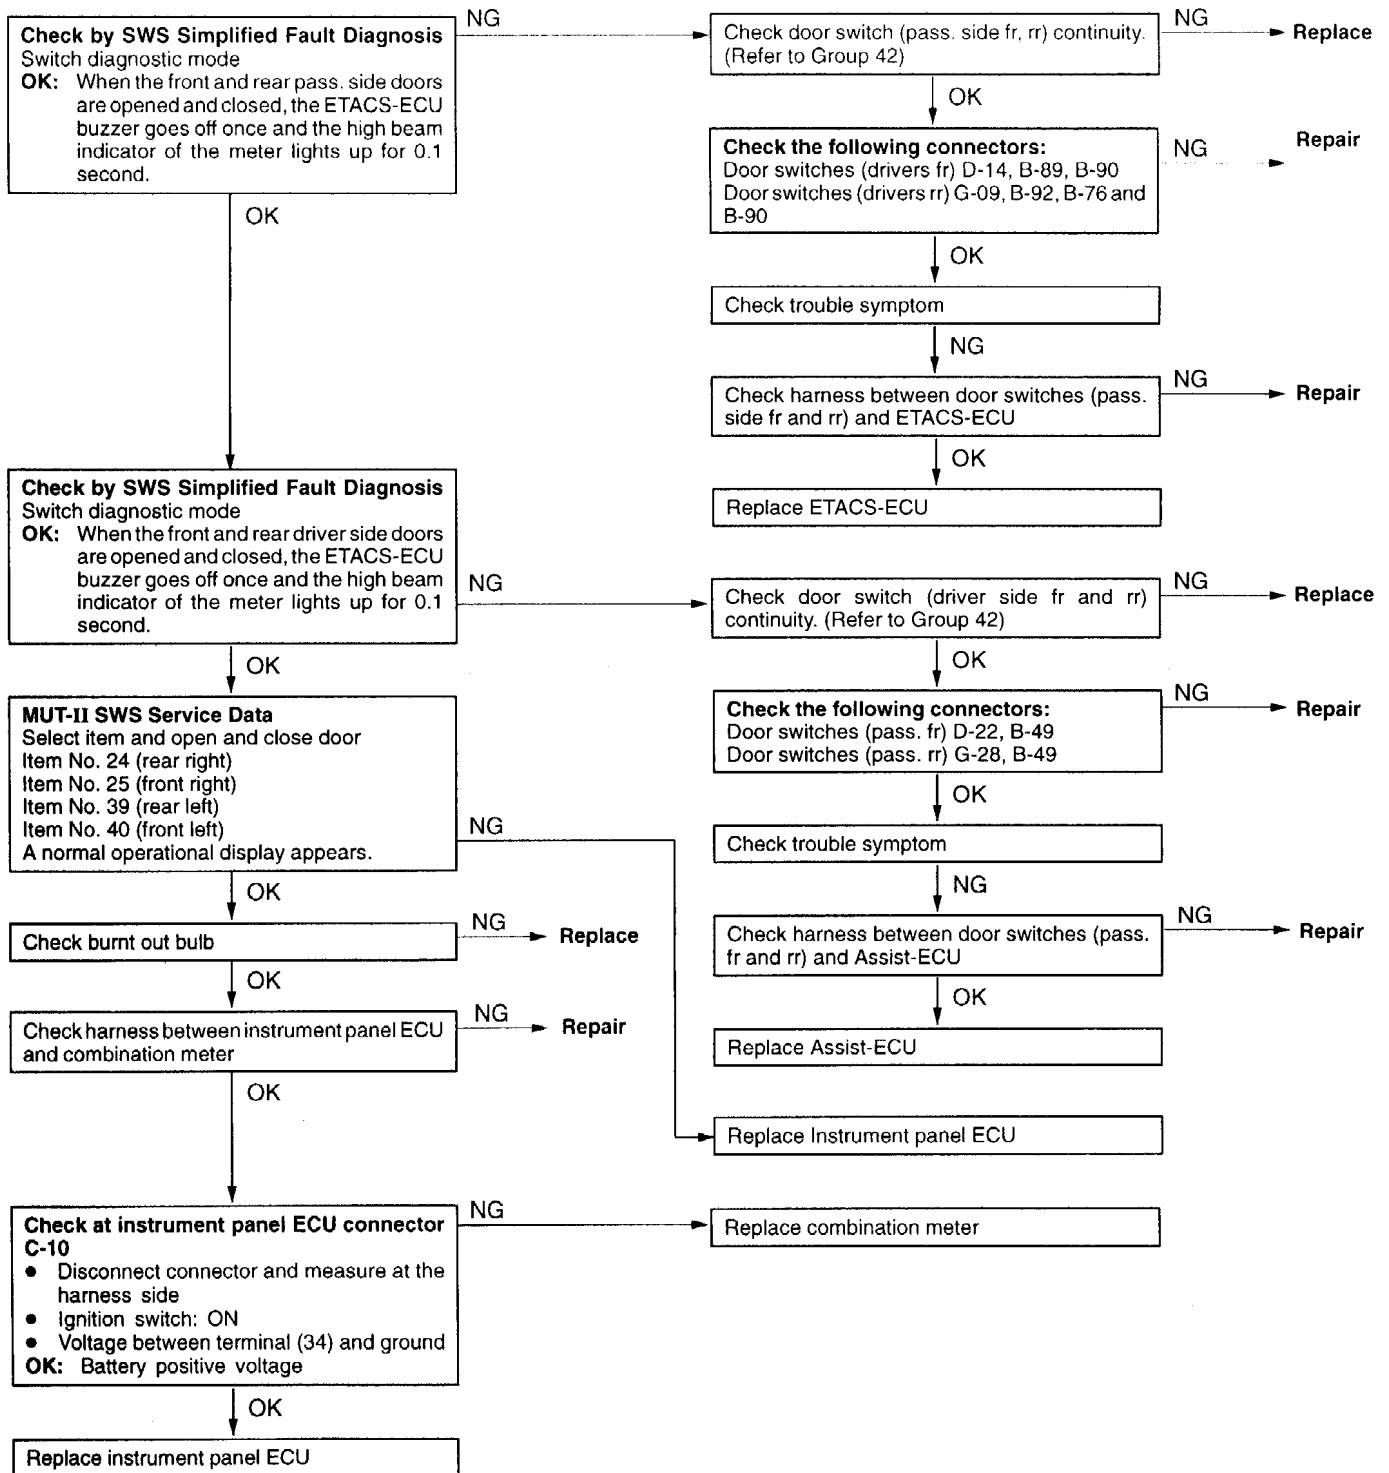 Check by SWS Simplified Fault Diagnosis
Switch diagnostic mode
OK: When the front and rear pass. side doors
are opened and closed, the ETACS-ECU
buzzer goes off once and the high beam
indicator of the meter lights up for 0.1
second.
NG
Check door switch (pass. side fr, rr) continuity.
(Refer to Group 42)
NG
Replace
OK
Check the following connectors:
Door switches (drivers fr) D-14, B-89, B-90
Door switches (drivers rr) G-09, B-92, B-76 and
B-90
NG
Repair
OK
OK
Check trouble symptom
NG
Check harness between door switches (pass.
side fr and rr) and ETACS-ECU
NG
Repair
OK
Replace ETACS-ECU
Check by SWS Simplified Fault Diagnosis
Switch diagnostic mode
OK: When the front and rear driver side doors
are opened and closed, the ETACS-ECU
buzzer goes off once and the high beam
indicator of the meter lights up for 0.1
second.
NG
Check door switch (driver side fr and rr)
continuity. (Refer to Group 42)
NG
Replace
OK
OK
MUT-II SWS Service Data
Select item and open and close door
Item No. 24 (rear right)
Item No. 25 (front right)
Item No. 39 (rear left)
Item No. 40 (front left)
A normal operational display appears.
NG
Check the following connectors:
Door switches (pass. fr) D-22, B-49
Door switches (pass. rr) G-28, B-49
NG
Repair
OK
Check trouble symptom
NG
OK
Check burnt out bulb
NG
Replace
Check harness between door switches (pass.
fr and rr) and Assist-ECU
NG
Repair
OK
OK
Check harness between instrument panel ECU
and combination meter
NG
Repair
Replace Assist-ECU
OK
Replace Instrument panel ECU
Check at instrument panel ECU connector
C-10
● Disconnect connector and measure at the
harness side
● Ignition switch: ON
● Voltage between terminal (34) and ground
OK: Battery positive voltage
NG
Replace combination meter
OK
Replace instrument panel ECU